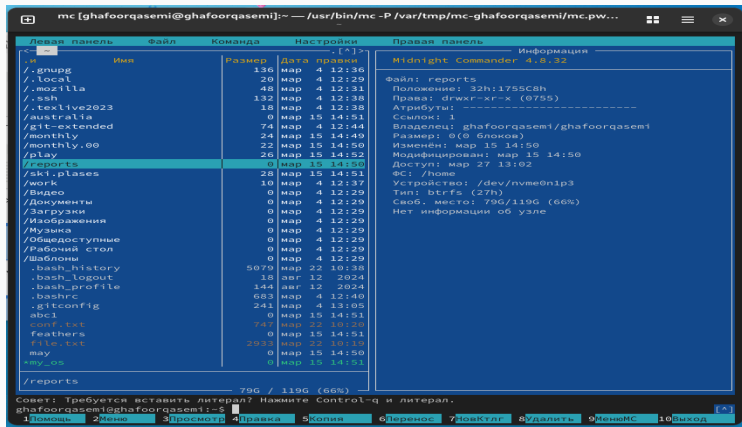 mc [ghafoorqasemi@ghafoorqasemi]:~ — /usr/bin/mc -P /var/tmp/mc-ghafoorqasemi/mc.pw...
Левая панель Файл Команда Настройки Правая панель
<— ~ .[^]>
.и Имя Размер Дата правки
/.gnupg 136 мар 4 12:36
/.local 20 мар 4 12:29
/.mozilla 48 мар 4 12:31
/.ssh 132 мар 4 12:38
/.texlive2023 18 мар 4 12:38
/australia 0 мар 15 14:51
/git-extended 74 мар 4 12:44
/monthly 24 мар 15 14:49
/monthly.00 22 мар 15 14:50
/play 26 мар 15 14:52
/reports 0 мар 15 14:50
/ski.plases 28 мар 15 14:51
/work 10 мар 4 12:37
/Видео 0 мар 4 12:29
/Документы 0 мар 4 12:29
/Загрузки 0 мар 4 12:29
/Изображения 0 мар 4 12:29
/Музыка 0 мар 4 12:29
/Общедоступные 0 мар 4 12:29
/Рабочий стол 0 мар 4 12:29
/Шаблоны 0 мар 4 12:29
.bash_history 5079 мар 22 10:38
.bash_logout 18 авг 12 2024
.bash_profile 144 авг 12 2024
.bashrc 683 мар 4 12:40
.gitconfig 241 мар 4 13:05
abc1 0 мар 15 14:51
conf.txt 747 мар 22 10:20
feathers 0 мар 15 14:51
file.txt 2933 мар 22 10:19
may 0 мар 15 14:50
*my_os 0 мар 15 14:51
/reports
79G / 119G (66%)
Информация
Midnight Commander 4.8.32
Файл: reports
Положение: 32h:1755C8h
Права: drwxr-xr-x (0755)
Атрибуты: --------------------------
Ссылок: 1
Владелец: ghafoorqasemi/ghafoorqasemi
Размер: 0(0 блоков)
Изменён: мар 15 14:50
Модифицирован: мар 15 14:50
Доступ: мар 27 13:02
ФС: /home
Устройство: /dev/nvme0n1p3
Тип: btrfs (27h)
Своб. место: 79G/119G (66%)
Нет информации об узле
Совет: Требуется вставить литерал? Нажмите Control-q и литерал.
ghafoorqasemi@ghafoorqasemi:~$ [^]
1Помощь 2Меню 3Просмотр 4Правка 5Копия 6Перенос 7НовКтлг 8Удалить 9МенюMC 10Выход